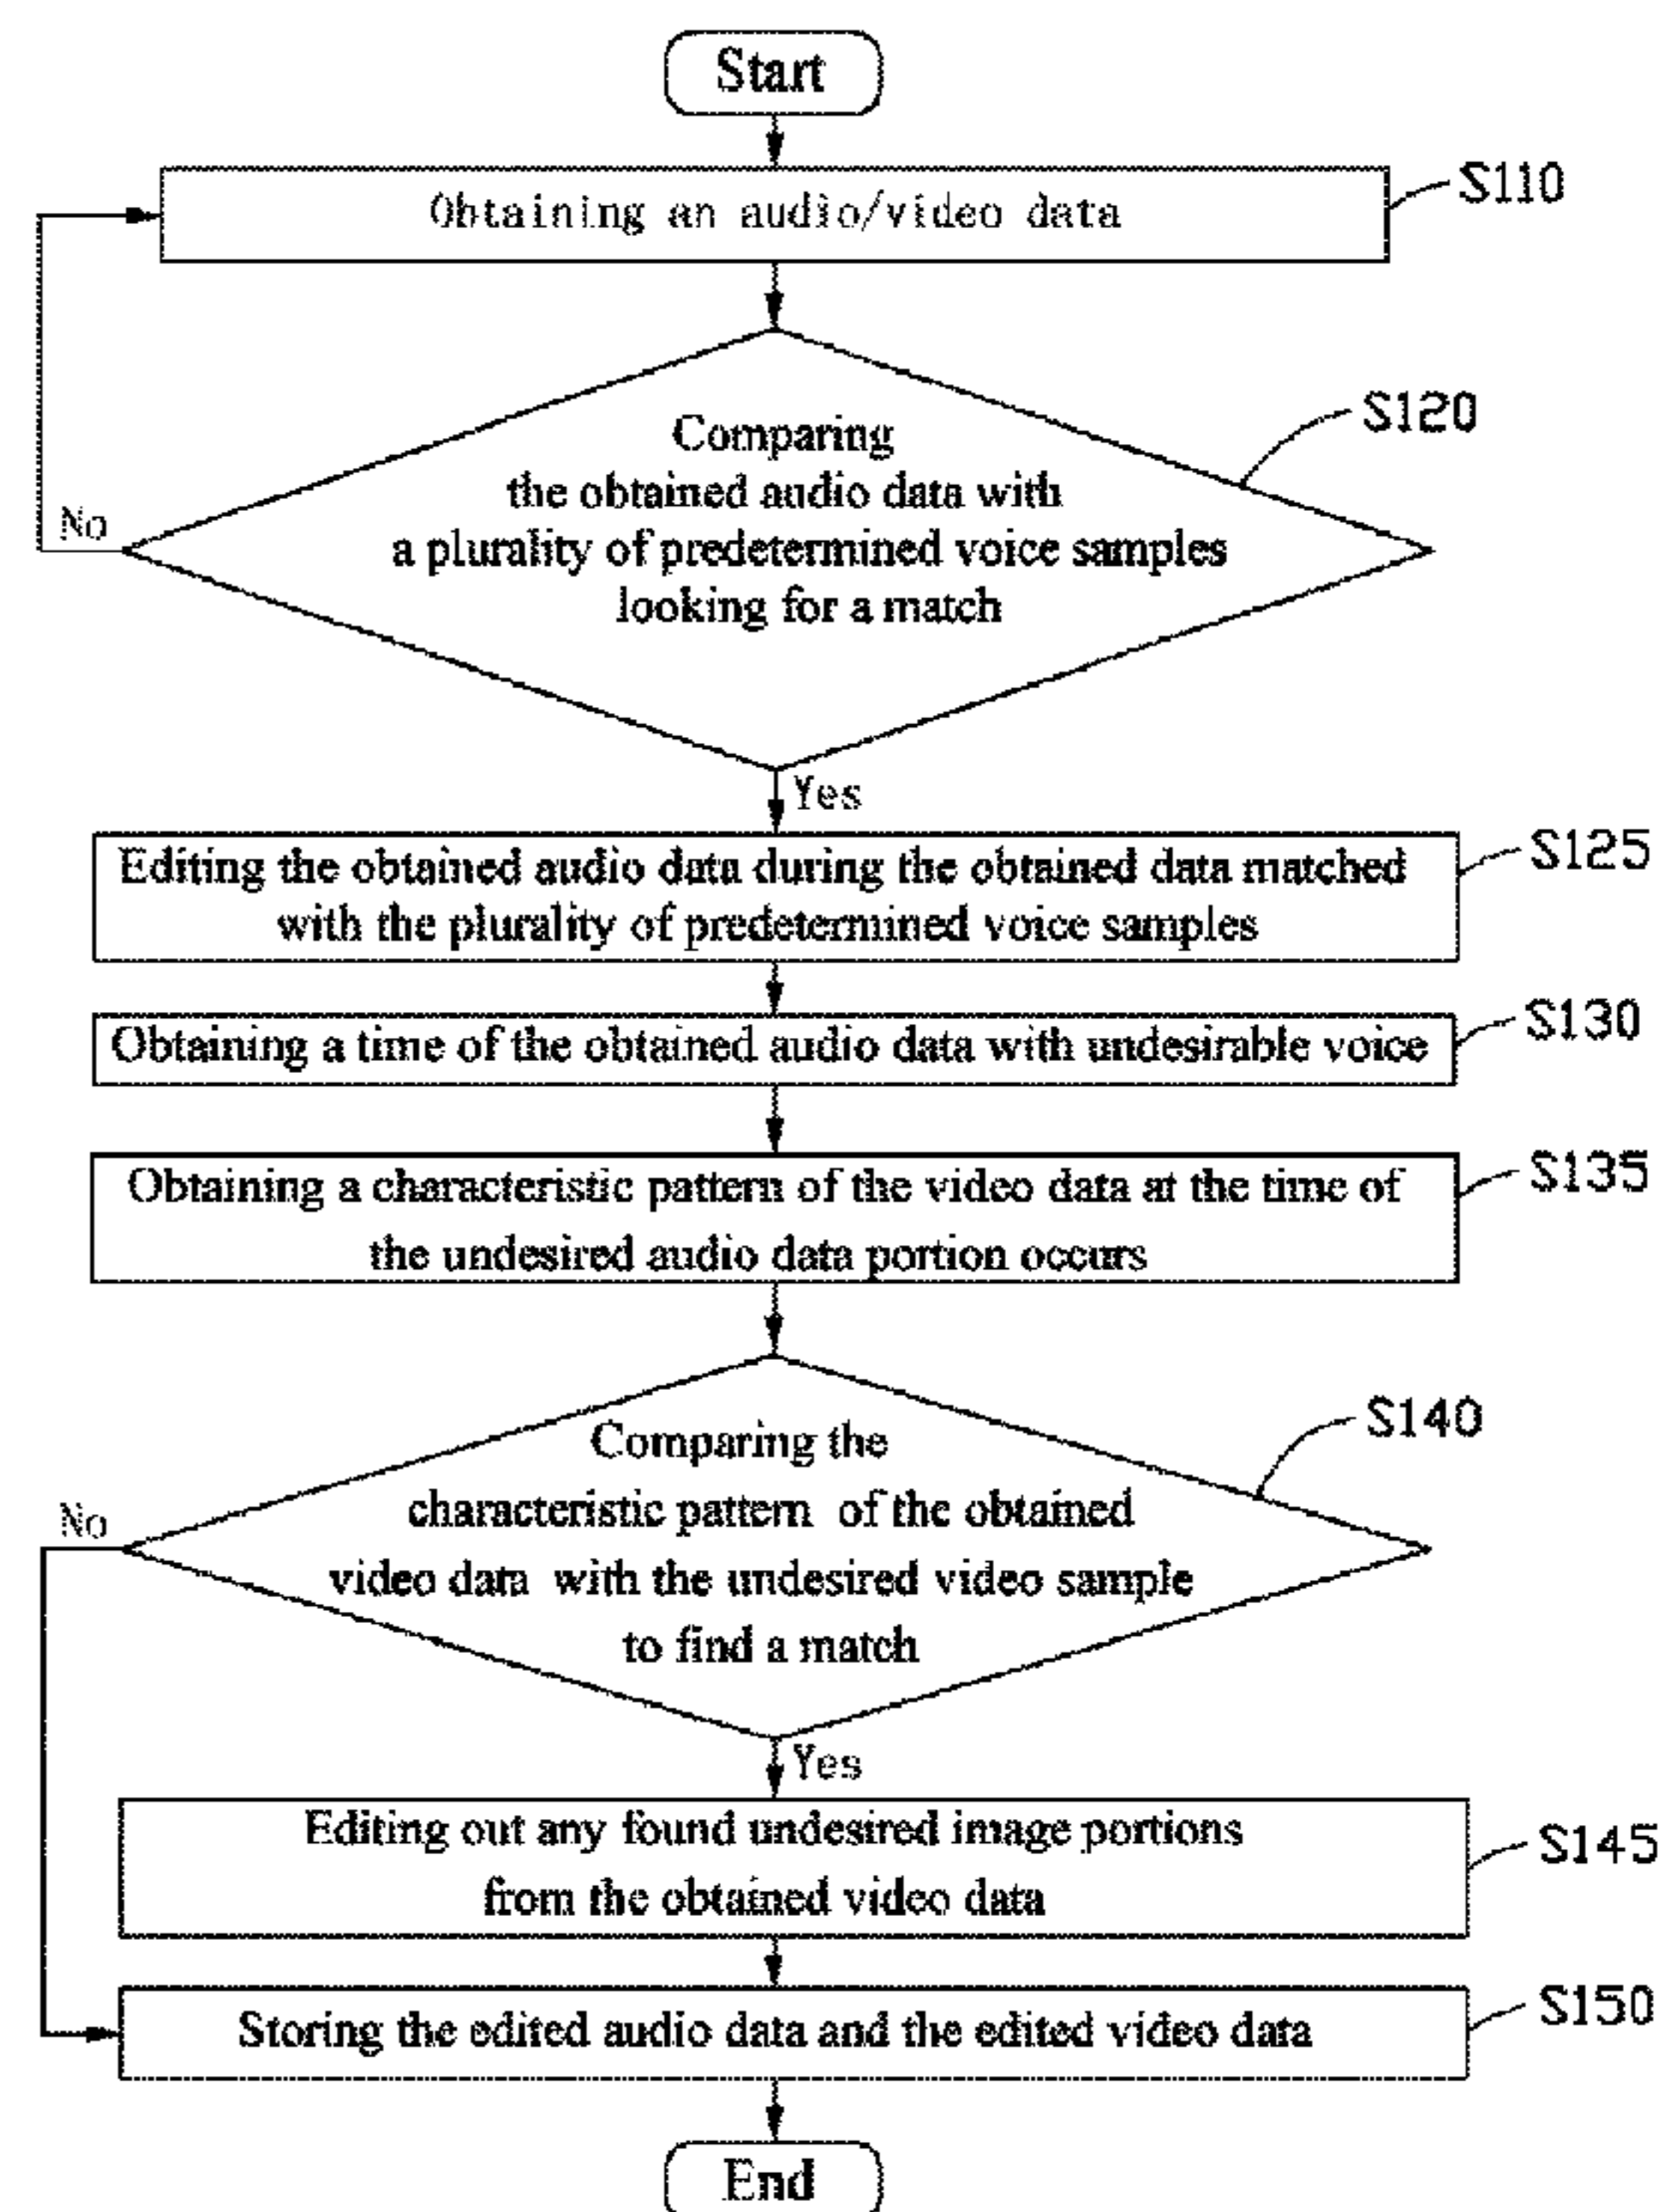 Start
Obtaining an audio/video data
S110
Comparing
the obtained audio data with
a plurality of predetermined voice samples
looking for a match
S120
No
Yes
Editing the obtained audio data during the obtained data matched
with the plurality of predetermined voice samples
S125
Obtaining a time of the obtained audio data with undesirable voice
S130
Obtaining a characteristic pattern of the video data at the time of
the undesired audio data portion occurs
S135
Comparing the
characteristic pattern of the obtained
video data with the undesired video sample
to find a match
S140
No
Yes
Editing out any found undesired image portions
from the obtained video data
S145
Storing the edited audio data and the edited video data
S150
End